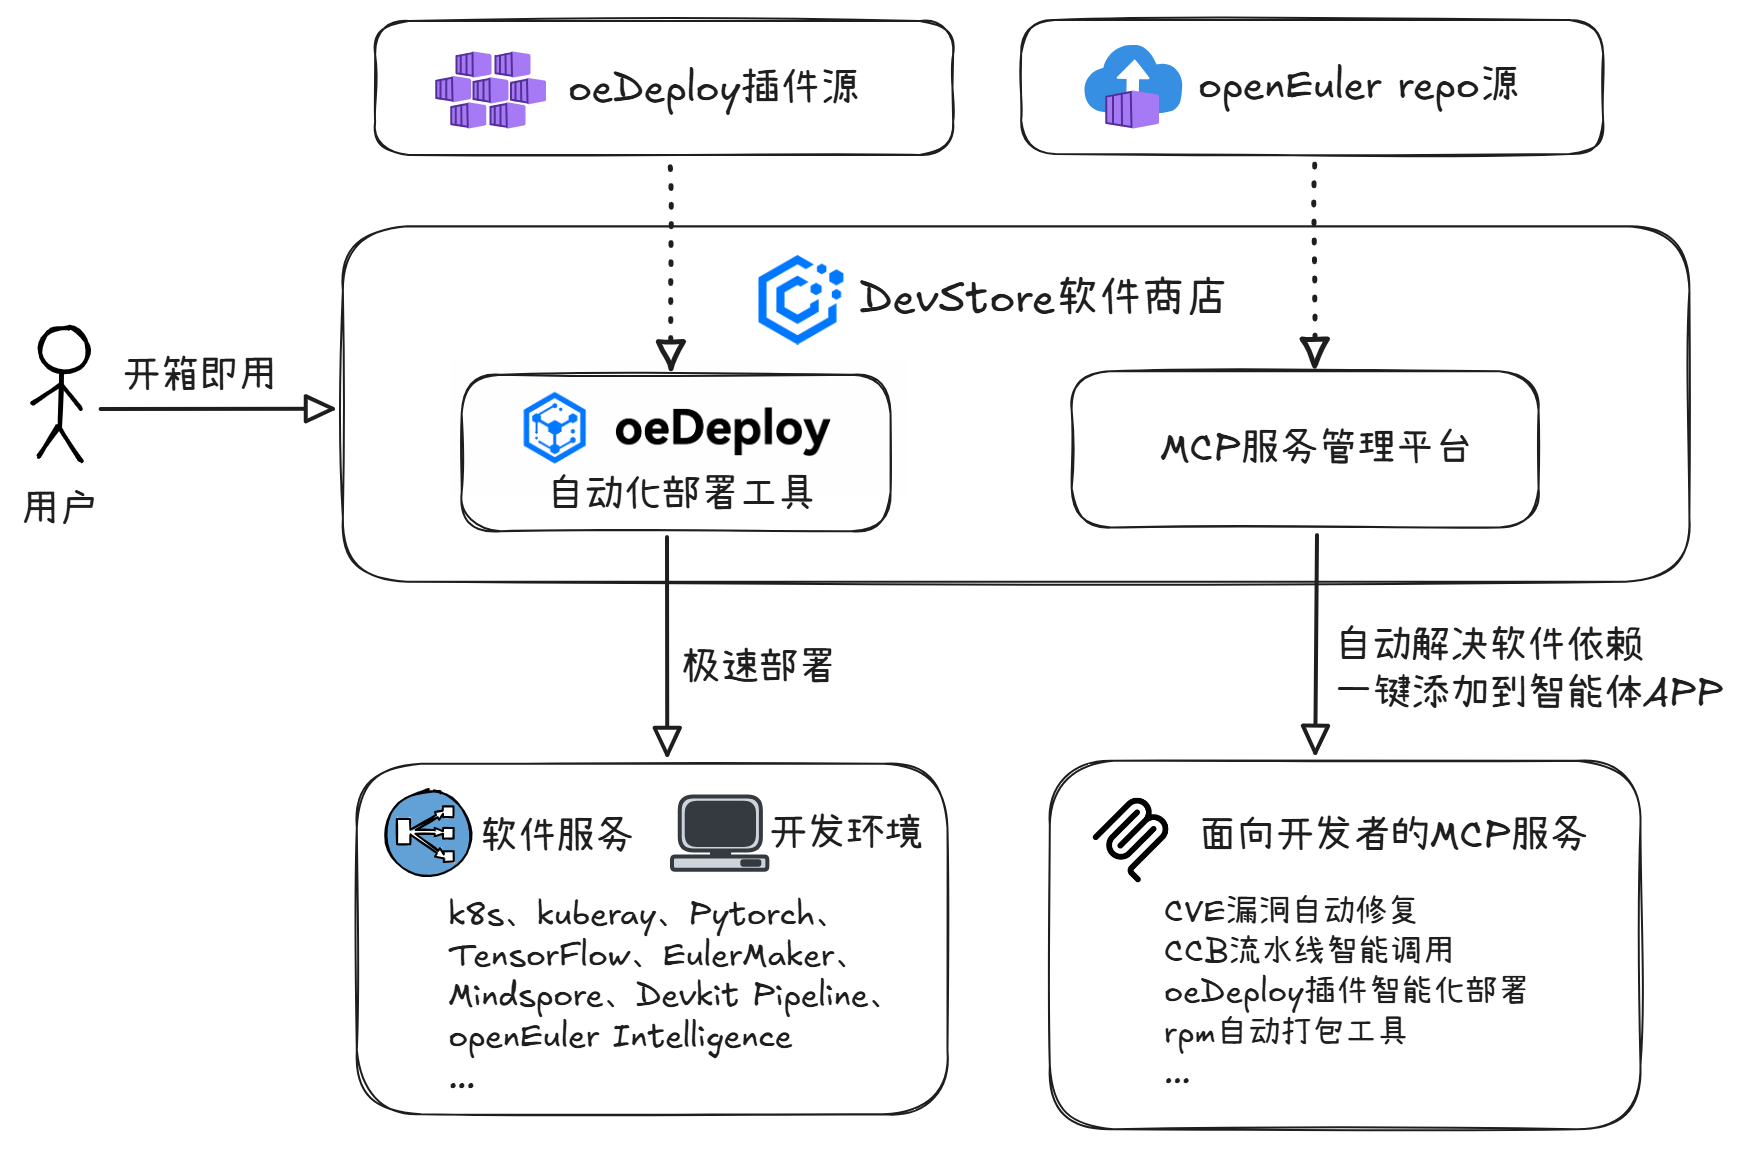 oeDeploy插件源
openEuler repo源
DevStore软件商店
开箱即用
用户
oeDeploy
自动化部署工具
MCP服务管理平台
极速部署
自动解决软件依赖
一键添加到智能体APP
软件服务
开发环境
k8s、kuberay、Pytorch、
TensorFlow、EulerMaker、
Mindspore、Devkit Pipeline、
openEuler Intelligence
...
面向开发者的MCP服务
CVE漏洞自动修复
CCB流水线智能调用
oeDeploy插件智能化部署
rpm自动打包工具
...